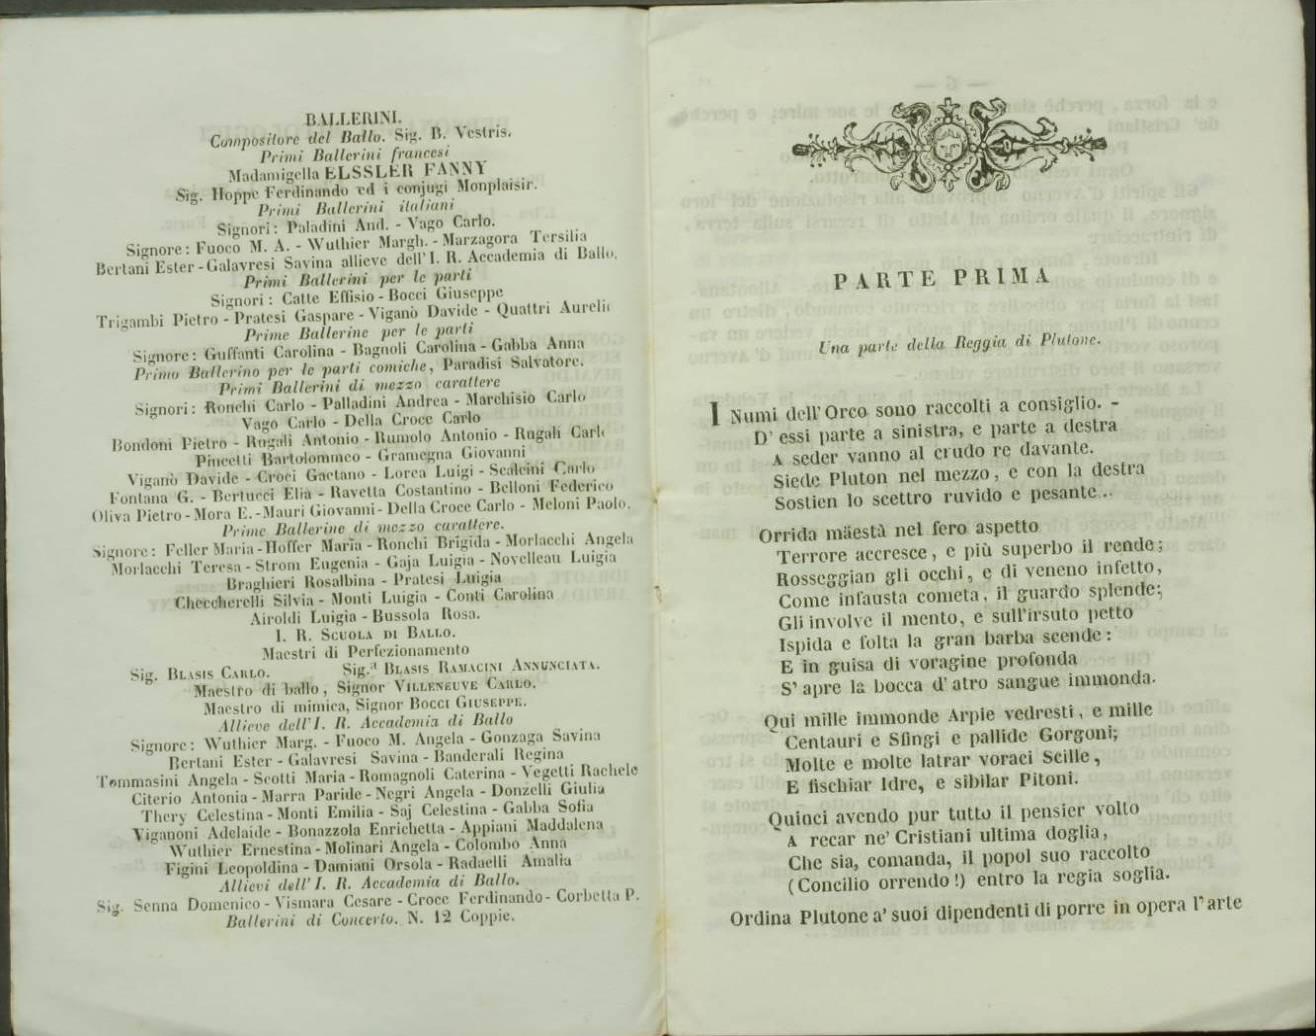 BALLERINI.
Compositore del Ballo. Sig. B. Vestris.
Primi Ballerini francesi
Madamigella ELSSLER FANNY
Sig. Hoppe Ferdinando ed i conjugi Monplaisir.
Primi Ballerini italiani
Signori: Paladini And. - Vago Carlo.
Signore: Fuoco M. A. - Wuthier Margh. - Marzagora Tersilia
Bertani Ester - Galavresi Savina allieve dell'I. R. Accademia di Ballo.
Primi Ballerini per le parti
Signori: Catte Effisio - Bocci Giuseppe
Trigambi Pietro - Pratesi Gaspare - Viganò Davide - Quattri Aurelio
Prime Ballerine per le parti
Signore: Guffanti Carolina - Bagnoli Carolina - Gabba Anna
Primo Ballerino per le parti comiche, Paradisi Salvatore.
Primi Ballerini di mezzo carattere
Signori: Ronchi Carlo - Palladini Andrea - Marchisio Carlo
Vago Carlo - Della Croce Carlo
Bondoni Pietro - Rugali Antonio - Rumolo Antonio - Rugali Carlo
Pincetti Bartolommeo - Gramegna Giovanni
Viganò Davide - Croci Gaetano - Lorea Luigi - Scalcini Carlo
Fontana G. - Bertucci Elia - Ravetta Costantino - Belloni Federico
Oliva Pietro - Mora E. - Mauri Giovanni - Della Croce Carlo - Meloni Paolo.
Prime Ballerine di mezzo carattere.
Signore: Feller Maria - Hoffer Maria - Ronchi Brigida - Morlacchi Angela
Morlacchi Teresa - Strom Eugenia - Gaja Luigia - Novelleau Luigia
Braghieri Rosalbina - Pratesi Luigia
Checcherelli Silvia - Monti Luigia - Conti Carolina
Airoldi Luigia - Bussola Rosa.
I. R. SCUOLA DI BALLO.
Maestri di Perfezionamento
Sig. BLASIS CARLO. Sig.ª BLASIS RAMACINI ANNUNCIATA.
Maestro di ballo, Signor VILLENEUVE CARLO.
Maestro di mimica, Signor BOCCI GIUSEPPE.
Allieve dell'I. R. Accademia di Ballo
Signore: Wuthier Marg. - Fuoco M. Angela - Gonzaga Savina
Bertani Ester - Galavresi Savina - Banderali Regina
Tommasini Angela - Scotti Maria - Romagnoli Caterina - Vegetti Rachele
Citerio Antonia - Marra Paride - Negri Angela - Donzelli Giulia
Thery Celestina - Monti Emilia - Saj Celestina - Gabba Sofia
Viganoni Adelaide - Bonazzola Enrichetta - Appiani Maddalena
Wuthier Ernestina - Molinari Angela - Colombo Anna
Figini Leopoldina - Damiani Orsola - Radaelli Amalia
Allievi dell'I. R. Accademia di Ballo.
Sig. Senna Domenico - Vismara Cesare - Croce Ferdinando - Corbetta P.
Ballerini di Concerto. N. 12 Coppie.
PARTE PRIMA
Una parte della Reggia di Plutone.
I Numi dell'Orco sono raccolti a consiglio. -
D'essi parte a sinistra, e parte a destra
A seder vanno al crudo re davante.
Siede Pluton nel mezzo, e con la destra
Sostien lo scettro ruvido e pesante..
Orrida mäestà nel fero aspetto
Terrore accresce, e più superbo il rende;
Rosseggian gli occhi, e di veneno infetto,
Come infausta cometa, il guardo splende;
Gli involve il mento, e sull'irsuto petto
Ispida e folta la gran barba scende:
E in guisa di voragine profonda
S'apre la bocca d'atro sangue immonda.
Qui mille immonde Arpie vedresti, e mille
Centauri e Sfingi e pallide Gorgoni;
Molte e molte latrar voraci Scille,
E fischiar Idre, e sibilar Pitoni.
Quinci avendo pur tutto il pensier volto
A recar ne' Cristiani ultima doglia,
Che sia, comanda, il popol suo raccolto
(Concilio orrendo!) entro la regia soglia.
Ordina Plutone a' suoi dipendenti di porre in opera l'arte